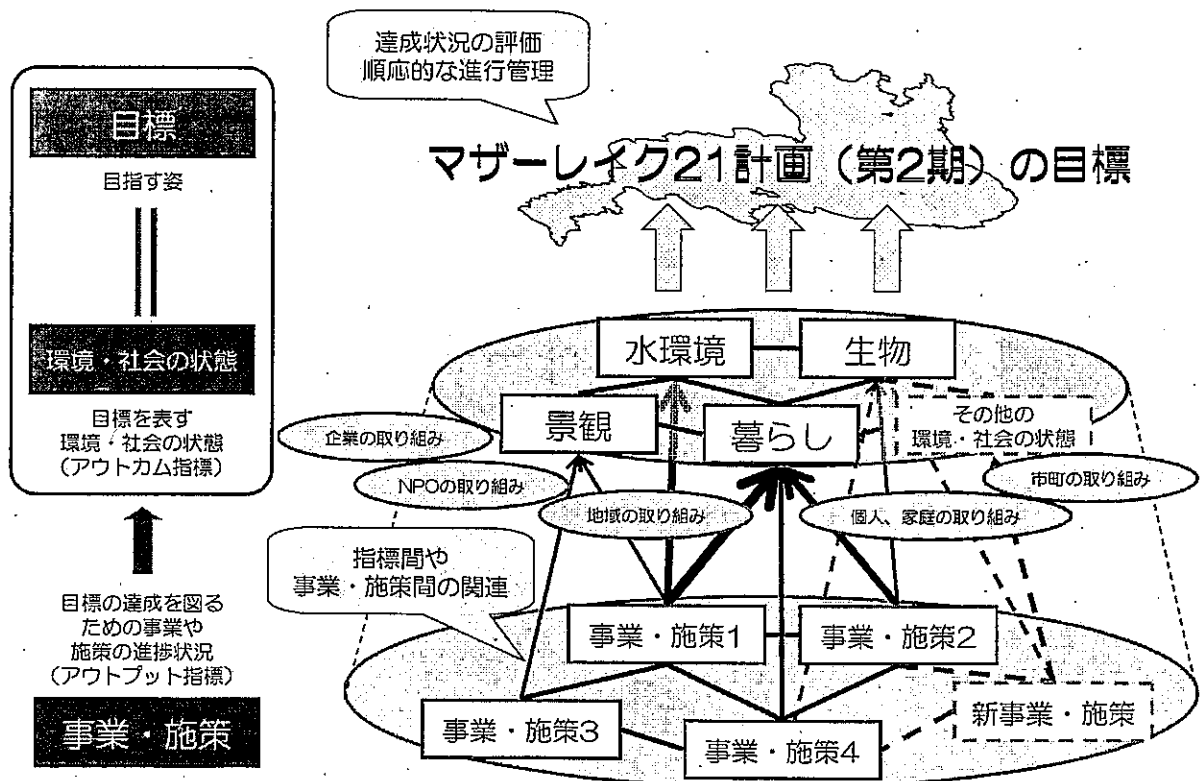 達成状況の評価
順応的な進行管理
目標
目指す姿
マザーレイク21計画（第2期）の目標
環境・社会の状態
目標を表す
環境・社会の状態
(アウトカム指標)
水環境
生物
景観
暮らし
その他の
環境・社会の状態
企業の取り組み
NPOの取り組み
地域の取り組み
個人、家庭の取り組み
市町の取り組み
指標間や
事業・施策間の関連
目標の達成を図る
ための事業や
施策の進捗状況
(アウトプット指標)
事業・施策
事業・施策1
事業・施策2
事業・施策3
事業・施策4
新事業・施策